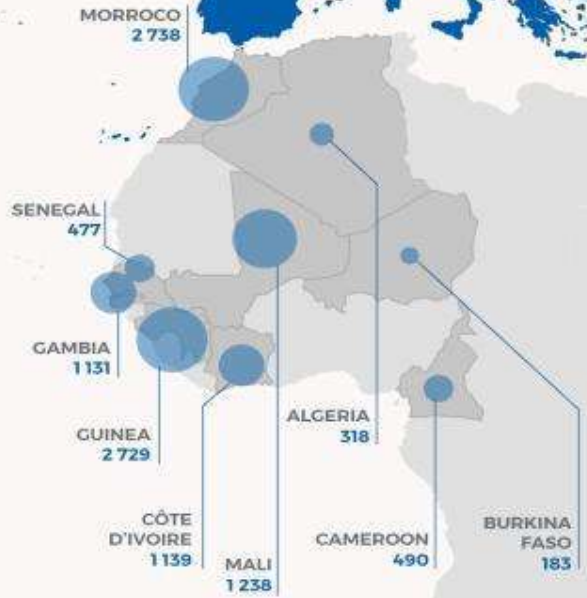 MORROCO
2 738
SENEGAL
477
GAMBIA
1 131
GUINEA
2 729
CÔTE
D'IVOIRE
1 139
MALI
1 238
ALGERIA
318
CAMEROON
490
BURKINA
FASO
183